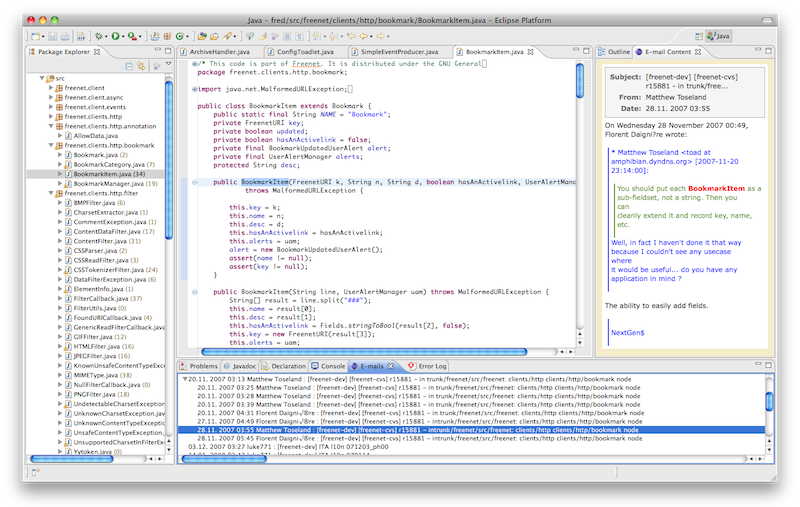 Java – fred/src/freenet/clients/http/bookmark/BookmarkItem.java – Eclipse Platform
Java
Package Explorer
src
freenet.client
freenet.client.async
freenet.client.events
freenet.clients.http
freenet.clients.http.annotation
AllowData.java
freenet.clients.http.bookmark
Bookmark.java (2)
BookmarkCategory.java (7)
BookmarkItem.java (34)
BookmarkManager.java (9)
freenet.clients.http.filter
BMPFilter.java (2)
CharsetExtractor.java (1)
CommentException.java (1)
ContentDataFilter.java (17)
ContentFilter.java (31)
CSSParser.java (2)
CSSReadFilter.java (2)
CSSTokenizerFilter.java (24)
DataFilterException.java (2)
ElementInfo.java (1)
FilterCallback.java (37)
FilterUtils.java (0)
FoundURICallback.java (4)
GenericReadFilterCallback.java
GIFFilter.java (12)
HTMLFilter.java (12)
JPEGFilter.java (2)
KnownUnsafeContentTypeExc
MIMEType.java (2)
NullFilterCallback.java (0)
PNGFilter.java (2)
UndetectableCharsetException
UnknownCharsetException.java
UnknownContentTypeException
UnsafeContentTypeException.
UnsupportedCharsetInFilterEx
Yytoken.java (0)
ArchiveHandler.java
ConfigToadlet.java
SimpleEventProducer.java
BookmarkItem.java
/* This code is part of Freenet. It is distributed under the GNU General
package freenet.clients.http.bookmark;
import java.net.MalformedURLException;
public class BookmarkItem extends Bookmark {
public static final String NAME = "Bookmark";
private FreenetURI key;
private boolean updated;
private boolean hasAnActivelink = false;
private final BookmarkUpdatedUserAlert alert;
private final UserAlertManager alerts;
protected String desc;
public BookmarkItem(FreenetURI k, String n, String d, boolean hasAnActivelink, UserAlertMana
throws MalformedURLException {
this.key = k;
this.name = n;
this.desc = d;
this.hasAnActivelink = hasAnActivelink;
this.alerts = uam;
alert = new BookmarkUpdatedUserAlert();
assert(name != null);
assert(key != null);
}
public BookmarkItem(String line, UserAlertManager uam) throws MalformedURLException {
String[] result = line.split("###");
this.name = result[0];
this.desc = result[1];
this.hasAnActivelink = Fields.stringToBool(result[2], false);
this.key = new FreenetURI(result[3]);
this.alerts = uam;
Outline
E-mail Content
Subject: [freenet-dev] [freenet-cvs]
r15881 - in trunk/free...
From: Matthew Toseland
Date: 28.11. 2007 03:55
On Wednesday 28 November 2007 00:49,
Florent Daigni?re wrote:
* Matthew Toseland <toad at
amphibian.dyndns.org> [2007-11-20
23:14:00]:
You should put each BookmarkItem as a
sub-fieldset, not a string. Then you
can
cleanly extend it and record key, name,
etc.
Well, in fact I haven't done it that way
because I couldn't see any usecase
where
it would be useful... do you have any
application in mind ?
The ability to easily add fields.
NextGen$
Problems
Javadoc
Declaration
Console
E-mails
Error Log
20.11. 2007 03:13 Matthew Toseland : [freenet-dev] [freenet-cvs] r15881 – in trunk/freenet/src/freenet: clients/http clients/http/bookmark node
20.11. 2007 03:25 Matthew Toseland : [freenet-dev] [freenet-cvs] r15881 – in trunk/freenet/src/freenet: clients/http clients/http/bookmark node
20.11. 2007 03:28 Matthew Toseland : [freenet-dev] [freenet-cvs] r15881 – in trunk/freenet/src/freenet: clients/http clients/http/bookmark node
20.11. 2007 03:39 Matthew Toseland : [freenet-dev] [freenet-cvs] r15881 – in trunk/freenet/src/freenet: clients/http clients/http/bookmark node
20.11. 2007 04:31 Florent Daigni√®re : [freenet-dev] [freenet-cvs] r15881 – in trunk/freenet/src/freenet: clients/http clients/http/bookmark node
27.11. 2007 04:49 Florent Daigni√®re : [freenet-dev] [freenet-cvs] r15881 – in trunk/freenet/src/freenet: clients/http clients/http/bookmark node
28.11. 2007 03:55 Matthew Toseland : [freenet-dev] [freenet-cvs] r15881 – intrunk/freenet/src/freenet: clients/http clients/http/bookmark node
28.11. 2007 05:45 Florent Daigni√®re : [freenet-dev] [freenet-cvs] r15881 – intrunk/freenet/src/freenet: clients/http clients/http/bookmark node
03.12. 2007 03:27 luke771 : [freenet-dev] ITA l10n 071203_ph00